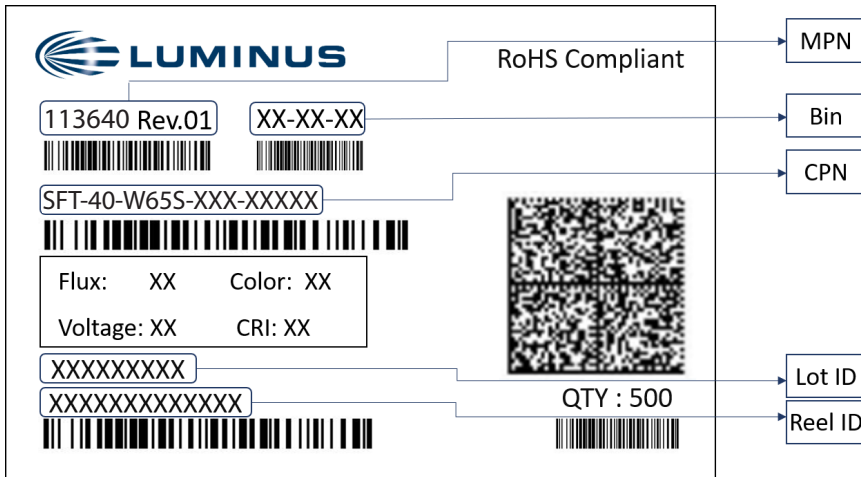 LUMINUS
RoHS Compliant
MPN
113640 Rev.01
XX-XX-XX
Bin
CPN
SFT-40-W65S-XXX-XXXXX
Flux: XX Color: XX
Voltage: XX CRI: XX
XXXXXXXXX
Lot ID
XXXXXXXXXXXXX
QTY : 500
Reel ID